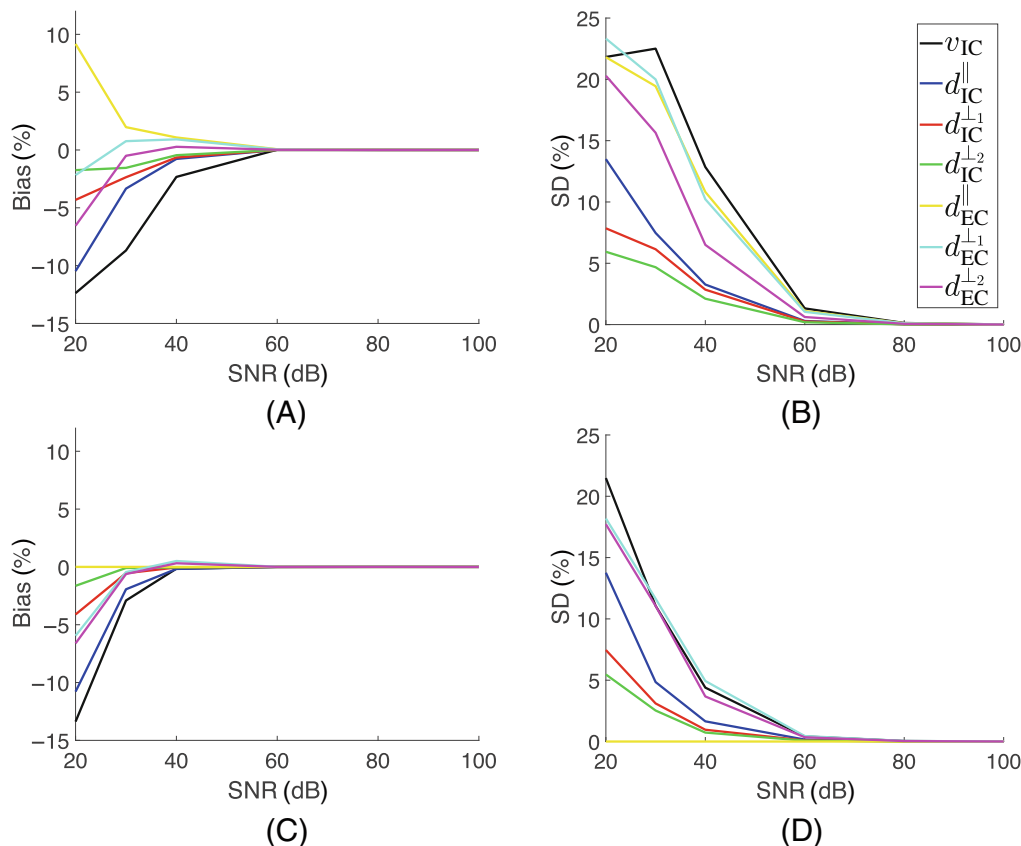 10
5
0
−5
−10
−15
Bias (%)
20
40
60
80
100
SNR (dB)
(A)
25
20
15
10
5
0
SD (%)
20
40
60
80
100
SNR (dB)
(B)
v_IC
d_IC^∥
d_IC^⊥1
d_IC^⊥2
d_EC^∥
d_EC^⊥1
d_EC^⊥2
10
5
0
−5
−10
−15
Bias (%)
20
40
60
80
100
SNR (dB)
(C)
25
20
15
10
5
0
SD (%)
20
40
60
80
100
SNR (dB)
(D)